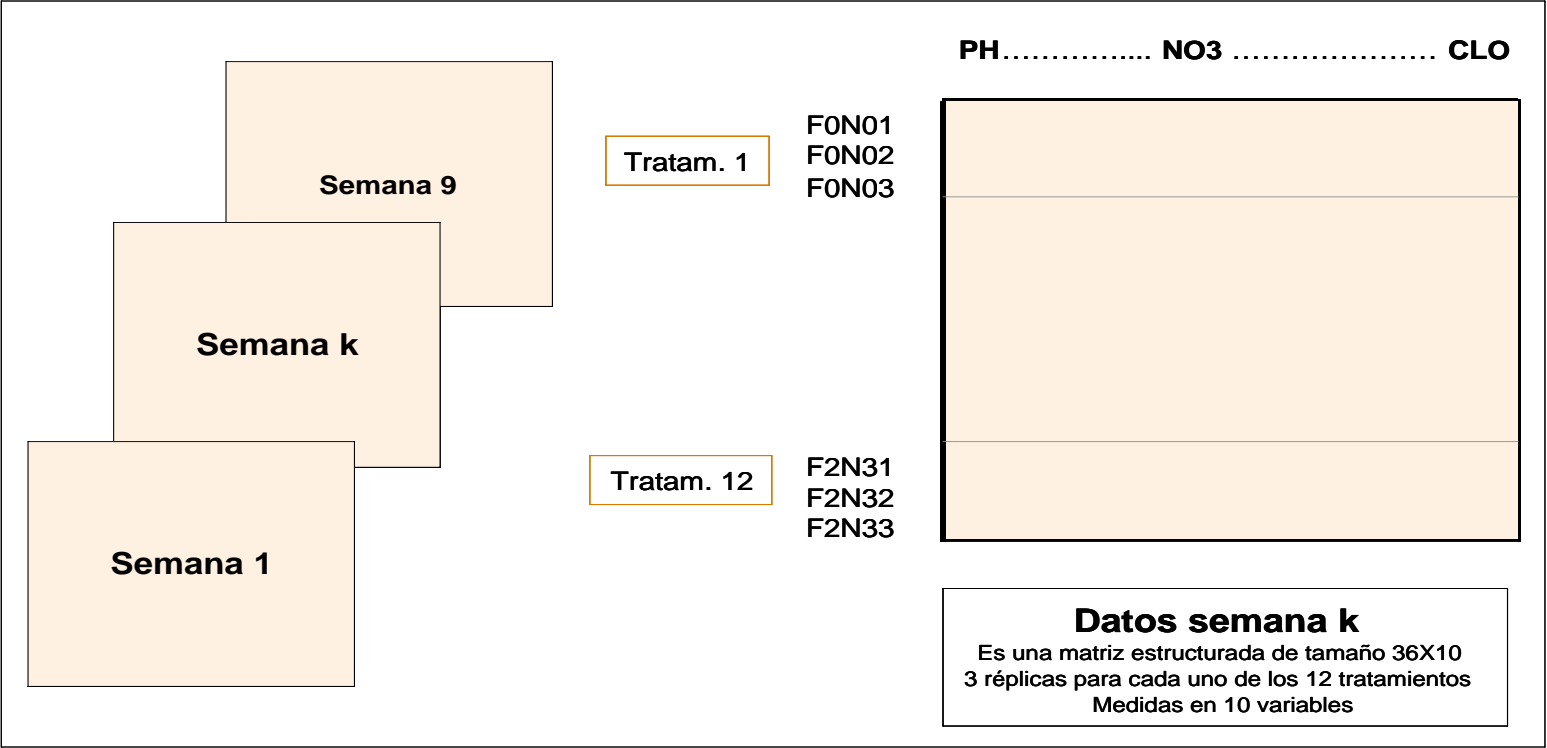 Semana 9
Semana k
Semana 1
PH…………….... NO3 ………………… CLO
Tratam. 1
F0N01
F0N02
F0N03
Tratam. 12
F2N31
F2N32
F2N33
Datos semana k
Es una matriz estructurada de tamaño 36X10
3 réplicas para cada uno de los 12 tratamientos
Medidas en 10 variables